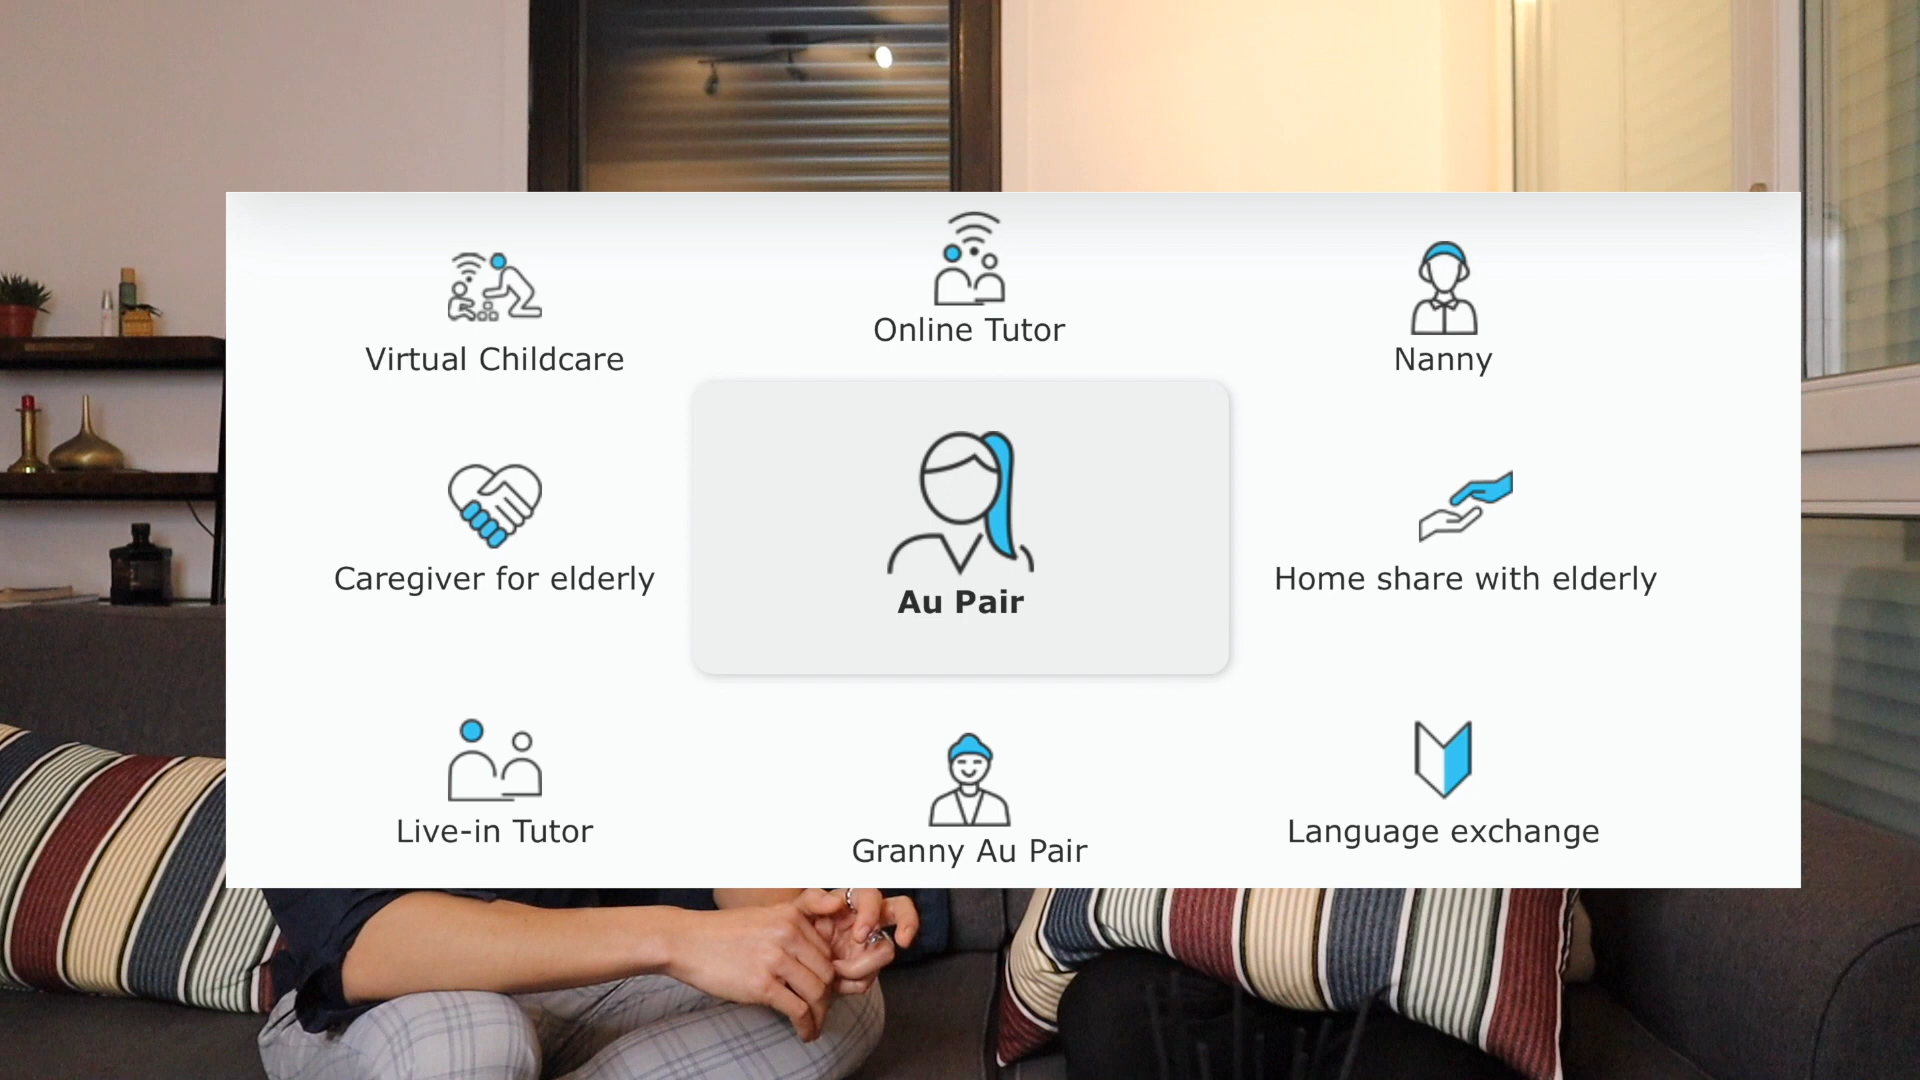 Virtual Childcare
Online Tutor
Nanny
Caregiver for elderly
Au Pair
Home share with elderly
Live-in Tutor
Granny Au Pair
Language exchange